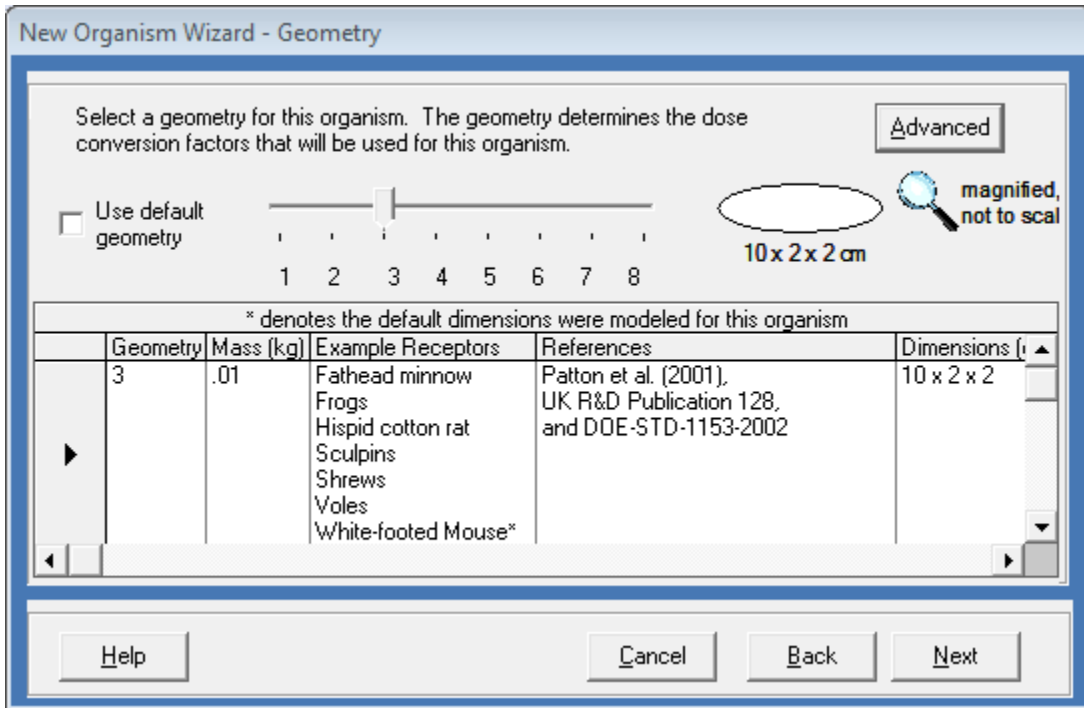 New Organism Wizard - Geometry
Select a geometry for this organism. The geometry determines the dose
conversion factors that will be used for this organism.
Advanced
Use default
geometry
1 2 3 4 5 6 7 8
10 x 2 x 2 cm
magnified,
not to scal
* denotes the default dimensions were modeled for this organism
Geometry Mass (kg) Example Receptors References Dimensions (
3 .01 Fathead minnow Patton et al. (2001), 10 x 2 x 2
Frogs UK R&D Publication 128,
Hispid cotton rat and DOE-STD-1153-2002
Sculpins
Shrews
Voles
White-footed Mouse*
Help Cancel Back Next